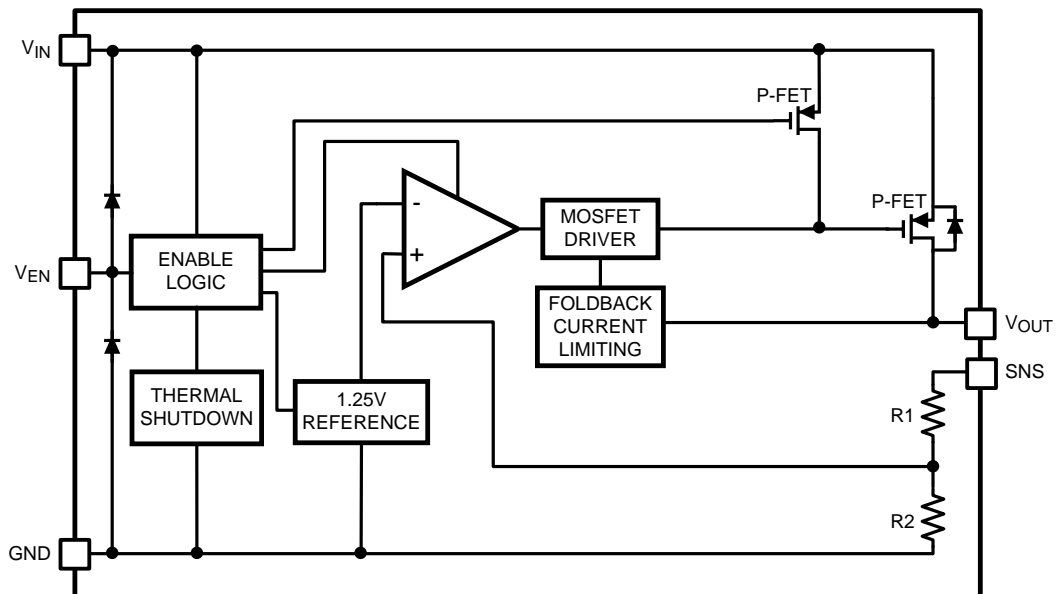 VIN
P-FET
P-FET
-
+
MOSFET
DRIVER
VEN
ENABLE
LOGIC
FOLDBACK
CURRENT
LIMITING
VOUT
SNS
THERMAL
SHUTDOWN
1.25V
REFERENCE
R1
R2
GND